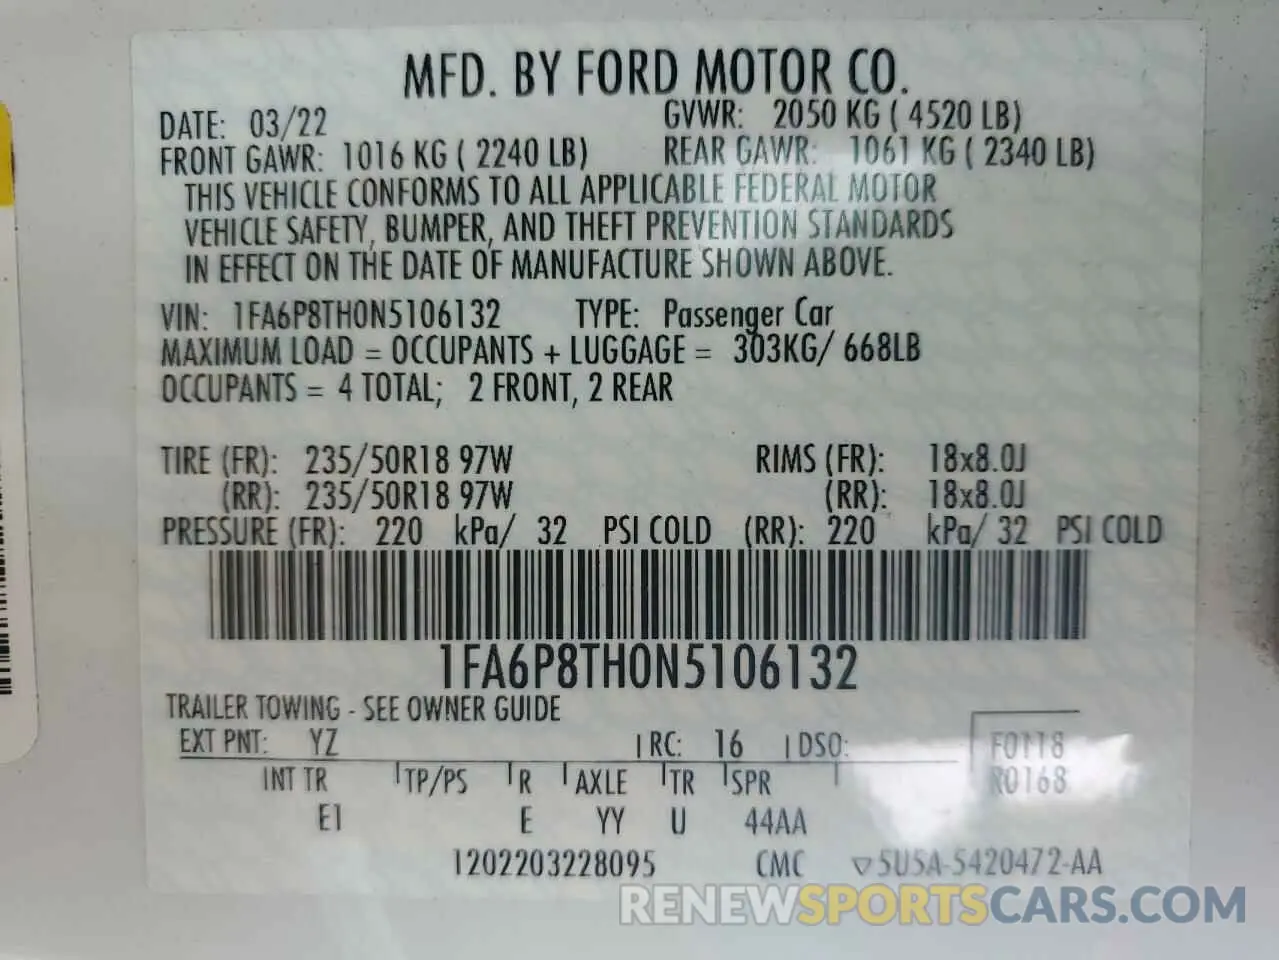 MFD. BY FORD MOTOR CO.
DATE: 03/22 GVWR: 2050 KG ( 4520 LB)
FRONT GAWR: 1016 KG ( 2240 LB) REAR GAWR: 1061 KG ( 2340 LB)
THIS VEHICLE CONFORMS TO ALL APPLICABLE FEDERAL MOTOR
VEHICLE SAFETY, BUMPER, AND THEFT PREVENTION STANDARDS
IN EFFECT ON THE DATE OF MANUFACTURE SHOWN ABOVE.
VIN: 1FA6P8TH0N5106132 TYPE: Passenger Car
MAXIMUM LOAD = OCCUPANTS + LUGGAGE = 303KG/ 668LB
OCCUPANTS = 4 TOTAL; 2 FRONT, 2 REAR
TIRE (FR): 235/50R18 97W RIMS (FR): 18x8.0J
(RR): 235/50R18 97W (RR): 18x8.0J
PRESSURE (FR): 220 kPa/ 32 PSI COLD (RR): 220 kPa/ 32 PSI COLD
1FA6P8TH0N5106132
TRAILER TOWING - SEE OWNER GUIDE
EXT PNT: YZ RC: 16 DSO: F0118
INT TR TP/PS R AXLE TR SPR R0168
E1 E YY U 44AA
1202203228095 CMC ▽5U5A-5420472-AA
RENEWSPORTSCARS.COM